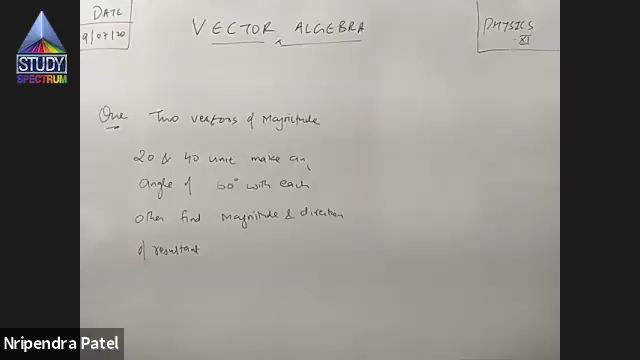 DATE
9/07/20
VECTOR ALGEBRA
PHYSICS
-XI
STUDY
SPECTRUM
Que Two vectors of Magnitude
20 & 40 unit make an
angle of 60° with each
other find Magnitude & direction
of resultant
Nripendra Patel